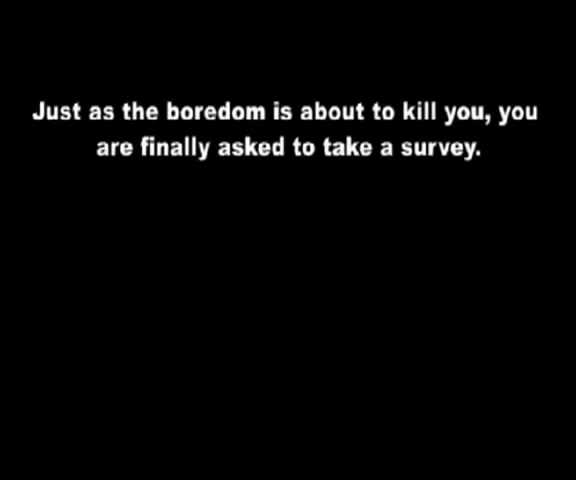 Just as the boredom is about to kill you, you
are finally asked to take a survey.